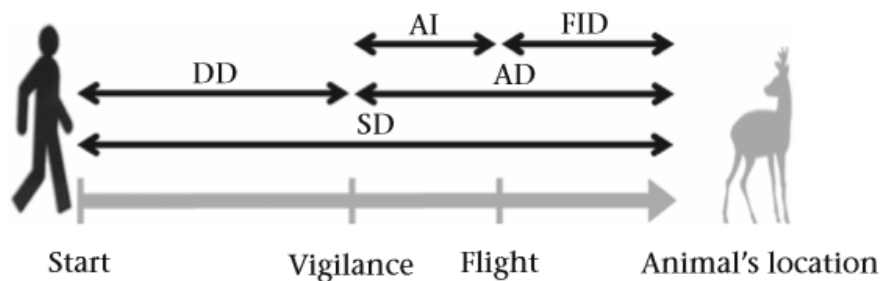 AI FID
DD AD
SD
Start Vigilance Flight Animal's location